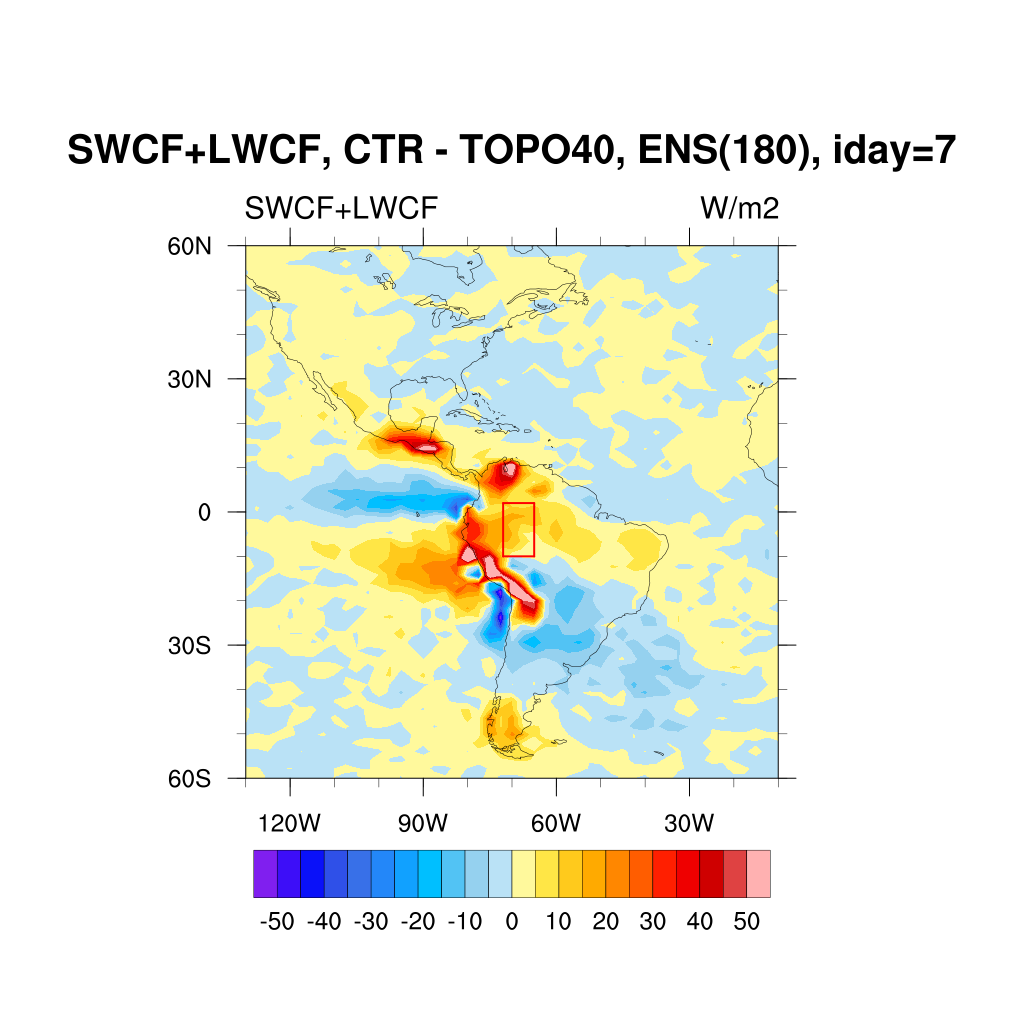 SWCF+LWCF, CTR - TOPO40, ENS(180), iday=7
SWCF+LWCF W/m2
60N
30N
0
30S
60S
120W 90W 60W 30W
-50 -40 -30 -20 -10 0 10 20 30 40 50